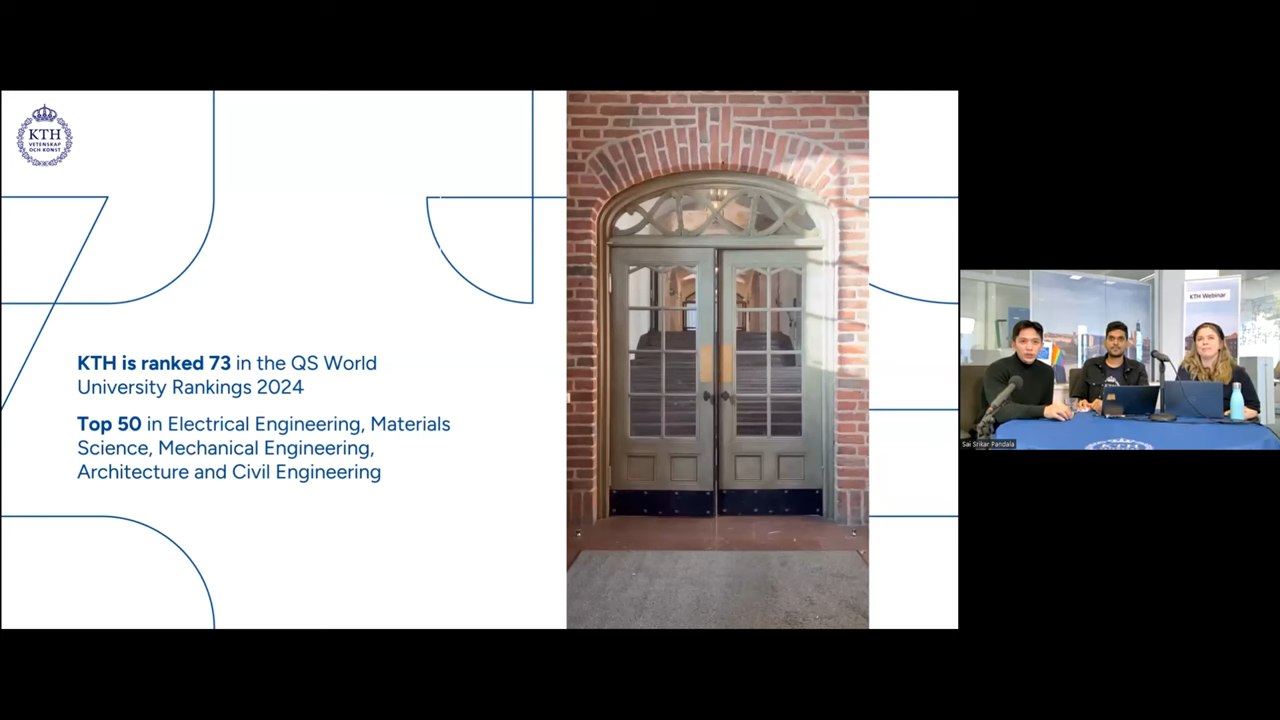 KTH
VETENSKAP
OCH KONST
KTH is ranked 73 in the QS World
University Rankings 2024
Top 50 in Electrical Engineering, Materials
Science, Mechanical Engineering,
Architecture and Civil Engineering
KTH Webinar
Sai Srikar Pandala